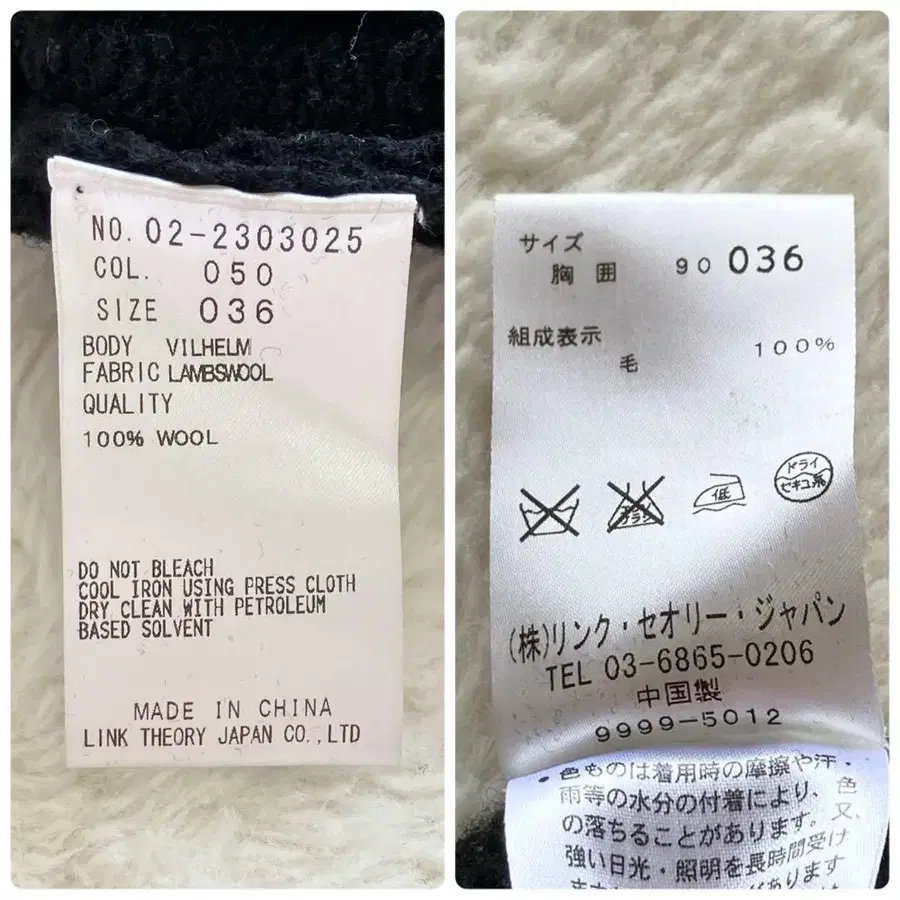 NO. 02-2303025
COL. 050
SIZE 036
BODY VILHELM
FABRIC LAMBSWOOL
QUALITY
100% WOOL
DO NOT BLEACH
COOL IRON USING PRESS CLOTH
DRY CLEAN WITH PETROLEUM
BASED SOLVENT
MADE IN CHINA
LINK THEORY JAPAN CO.,LTD
サイズ
胸囲 90 036
組成表示
毛 100%
低
ドライ
セキユ系
(株)リンク・セオリー・ジャパン
TEL 03-6865-0206
中国製
9999-5012
・色ものは着用時の摩擦や汗・
雨等の水分の付着により、色
の落ちることがあります。又、
強い日光・照明を長時間受け